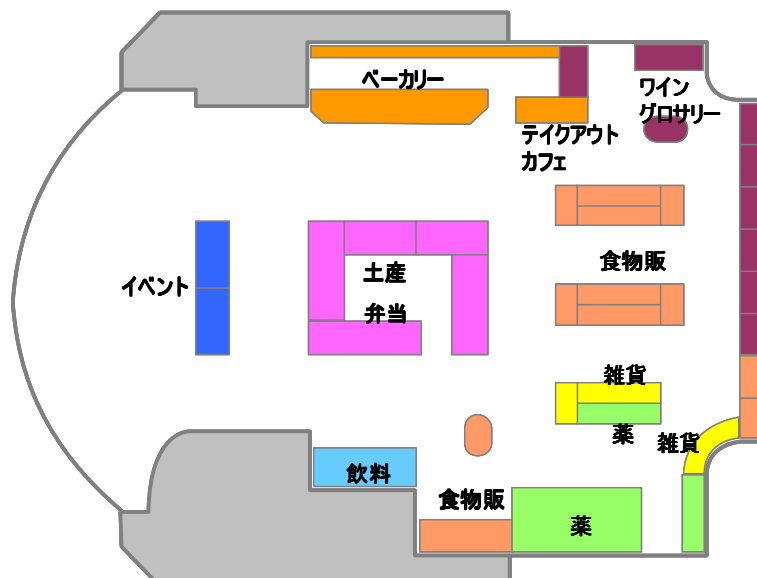 ベーカリー
ワイン
グロサリー
テイクアウト
カフェ
食物販
土産
イベント
弁当
雑貨
薬
雑貨
飲料
食物販
薬